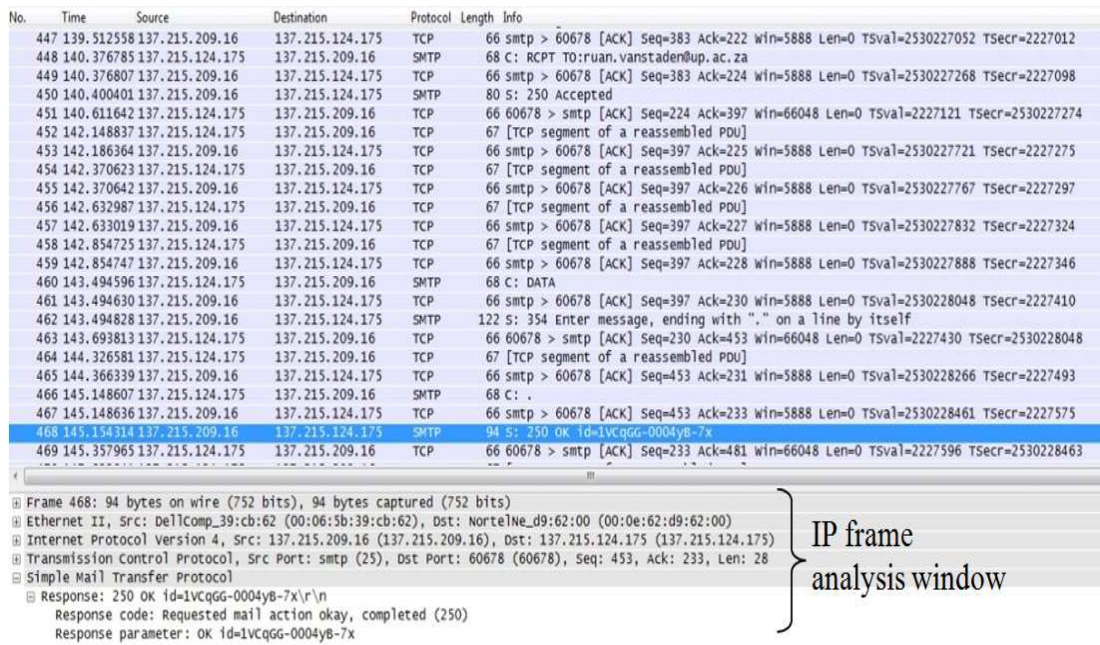 No. Time Source Destination Protocol Length Info
447 139.512558 137.215.209.16 137.215.124.175 TCP 66 smtp > 60678 [ACK] Seq=383 Ack=222 Win=5888 Len=0 TSval=2530227052 TSecr=2227012
448 140.376785 137.215.124.175 137.215.209.16 SMTP 68 C: RCPT TO:ruan.vanstaden@up.ac.za
449 140.376807 137.215.209.16 137.215.124.175 TCP 66 smtp > 60678 [ACK] Seq=383 Ack=224 Win=5888 Len=0 TSval=2530227268 TSecr=2227098
450 140.400401 137.215.209.16 137.215.124.175 SMTP 80 S: 250 Accepted
451 140.611642 137.215.124.175 137.215.209.16 TCP 66 60678 > smtp [ACK] Seq=224 Ack=397 Win=66048 Len=0 TSval=2227121 TSecr=2530227274
452 142.148837 137.215.124.175 137.215.209.16 TCP 67 [TCP segment of a reassembled PDU]
453 142.186364 137.215.209.16 137.215.124.175 TCP 66 smtp > 60678 [ACK] Seq=397 Ack=225 Win=5888 Len=0 TSval=2530227721 TSecr=2227275
454 142.370623 137.215.124.175 137.215.209.16 TCP 67 [TCP segment of a reassembled PDU]
455 142.370642 137.215.209.16 137.215.124.175 TCP 66 smtp > 60678 [ACK] Seq=397 Ack=226 Win=5888 Len=0 TSval=2530227767 TSecr=2227297
456 142.632987 137.215.124.175 137.215.209.16 TCP 67 [TCP segment of a reassembled PDU]
457 142.633019 137.215.209.16 137.215.124.175 TCP 66 smtp > 60678 [ACK] Seq=397 Ack=227 Win=5888 Len=0 TSval=2530227832 TSecr=2227324
458 142.854725 137.215.124.175 137.215.209.16 TCP 67 [TCP segment of a reassembled PDU]
459 142.854747 137.215.209.16 137.215.124.175 TCP 66 smtp > 60678 [ACK] Seq=397 Ack=228 Win=5888 Len=0 TSval=2530227888 TSecr=2227346
460 143.494596 137.215.124.175 137.215.209.16 SMTP 68 C: DATA
461 143.494630 137.215.209.16 137.215.124.175 TCP 66 smtp > 60678 [ACK] Seq=397 Ack=230 Win=5888 Len=0 TSval=2530228048 TSecr=2227410
462 143.494828 137.215.209.16 137.215.124.175 SMTP 122 S: 354 Enter message, ending with "." on a line by itself
463 143.693813 137.215.124.175 137.215.209.16 TCP 66 60678 > smtp [ACK] Seq=230 Ack=453 Win=66048 Len=0 TSval=2227430 TSecr=2530228048
464 144.326581 137.215.124.175 137.215.209.16 TCP 67 [TCP segment of a reassembled PDU]
465 144.366339 137.215.209.16 137.215.124.175 TCP 66 smtp > 60678 [ACK] Seq=453 Ack=231 Win=5888 Len=0 TSval=2530228266 TSecr=2227493
466 145.148607 137.215.124.175 137.215.209.16 SMTP 68 C: .
467 145.148636 137.215.209.16 137.215.124.175 TCP 66 smtp > 60678 [ACK] Seq=453 Ack=233 Win=5888 Len=0 TSval=2530228461 TSecr=2227575
468 145.154314 137.215.209.16 137.215.124.175 SMTP 94 S: 250 OK id=1VCqGG-0004yB-7x
469 145.357965 137.215.124.175 137.215.209.16 TCP 66 60678 > smtp [ACK] Seq=233 Ack=481 Win=66048 Len=0 TSval=2227596 TSecr=2530228463
Frame 468: 94 bytes on wire (752 bits), 94 bytes captured (752 bits)
Ethernet II, Src: DellComp_39:cb:62 (00:06:5b:39:cb:62), Dst: NortelNe_d9:62:00 (00:0e:62:d9:62:00)
Internet Protocol Version 4, Src: 137.215.209.16 (137.215.209.16), Dst: 137.215.124.175 (137.215.124.175)
Transmission Control Protocol, Src Port: smtp (25), Dst Port: 60678 (60678), Seq: 453, Ack: 233, Len: 28
Simple Mail Transfer Protocol
Response: 250 OK id=1VCqGG-0004yB-7x\r\n
Response code: Requested mail action okay, completed (250)
Response parameter: OK id=1VCqGG-0004yB-7x
IP frame
analysis window